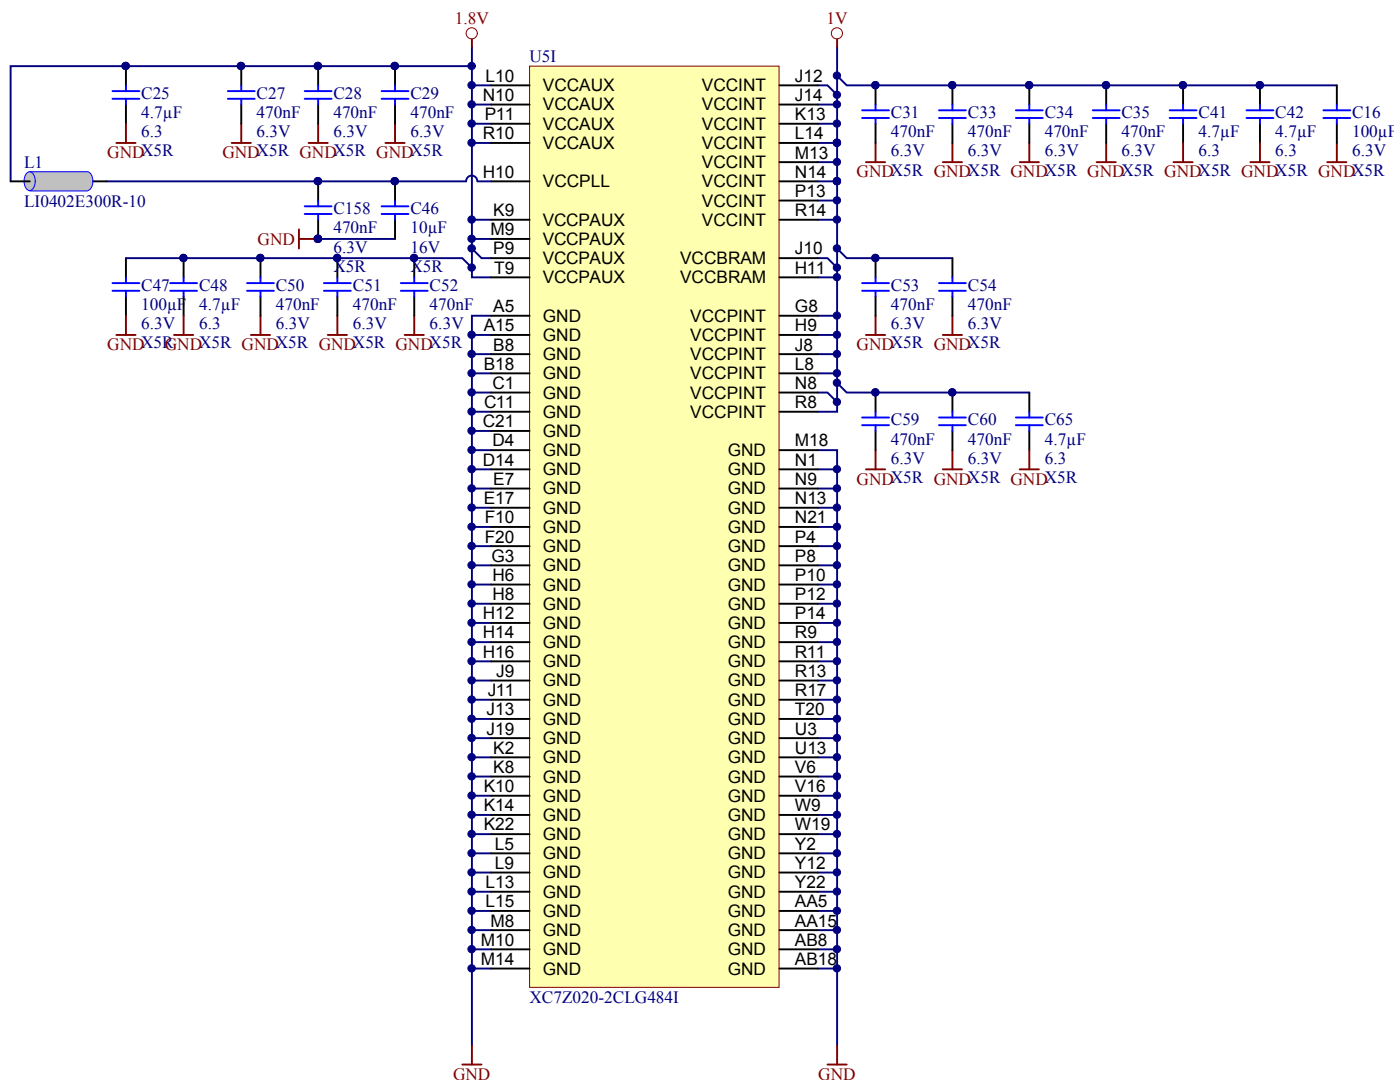 1.8V
1V
U5I
C25
4.7µF
6.3
X5R
GND
C27
470nF
6.3V
X5R
GND
C28
470nF
6.3V
X5R
GND
C29
470nF
6.3V
X5R
GND
L1
LI0402E300R-10
C158
470nF
6.3V
X5R
C46
10µF
16V
X5R
GND
C47
100µF
6.3V
X5R
GND
C48
4.7µF
6.3
X5R
GND
C50
470nF
6.3V
X5R
GND
C51
470nF
6.3V
X5R
GND
C52
470nF
6.3V
X5R
GND
L10 VCCAUX
N10 VCCAUX
P11 VCCAUX
R10 VCCAUX
H10 VCCPLL
K9 VCCPAUX
M9 VCCPAUX
P9 VCCPAUX
T9 VCCPAUX
A5 GND
A15 GND
B8 GND
B18 GND
C1 GND
C11 GND
C21 GND
D4 GND
D14 GND
E7 GND
E17 GND
F10 GND
F20 GND
G3 GND
H6 GND
H8 GND
H12 GND
H14 GND
H16 GND
J9 GND
J11 GND
J13 GND
J19 GND
K2 GND
K8 GND
K10 GND
K14 GND
K22 GND
L5 GND
L9 GND
L13 GND
L15 GND
M8 GND
M10 GND
M14 GND
VCCINT J12
VCCINT J14
VCCINT K13
VCCINT L14
VCCINT M13
VCCINT N14
VCCINT P13
VCCINT R14
VCCBRAM J10
VCCBRAM H11
VCCPINT G8
VCCPINT H9
VCCPINT J8
VCCPINT L8
VCCPINT N8
VCCPINT R8
GND M18
GND N1
GND N9
GND N13
GND N21
GND P4
GND P8
GND P10
GND P12
GND P14
GND R9
GND R11
GND R13
GND R17
GND T20
GND U3
GND U13
GND V6
GND V16
GND W9
GND W19
GND Y2
GND Y12
GND Y22
GND AA5
GND AA15
GND AB8
GND AB18
C31
470nF
6.3V
X5R
GND
C33
470nF
6.3V
X5R
GND
C34
470nF
6.3V
X5R
GND
C35
470nF
6.3V
X5R
GND
C41
4.7µF
6.3
X5R
GND
C42
4.7µF
6.3
X5R
GND
C16
100µF
6.3V
X5R
GND
C53
470nF
6.3V
X5R
GND
C54
470nF
6.3V
X5R
GND
C59
470nF
6.3V
X5R
GND
C60
470nF
6.3V
X5R
GND
C65
4.7µF
6.3
X5R
GND
XC7Z020-2CLG484I
GND
GND